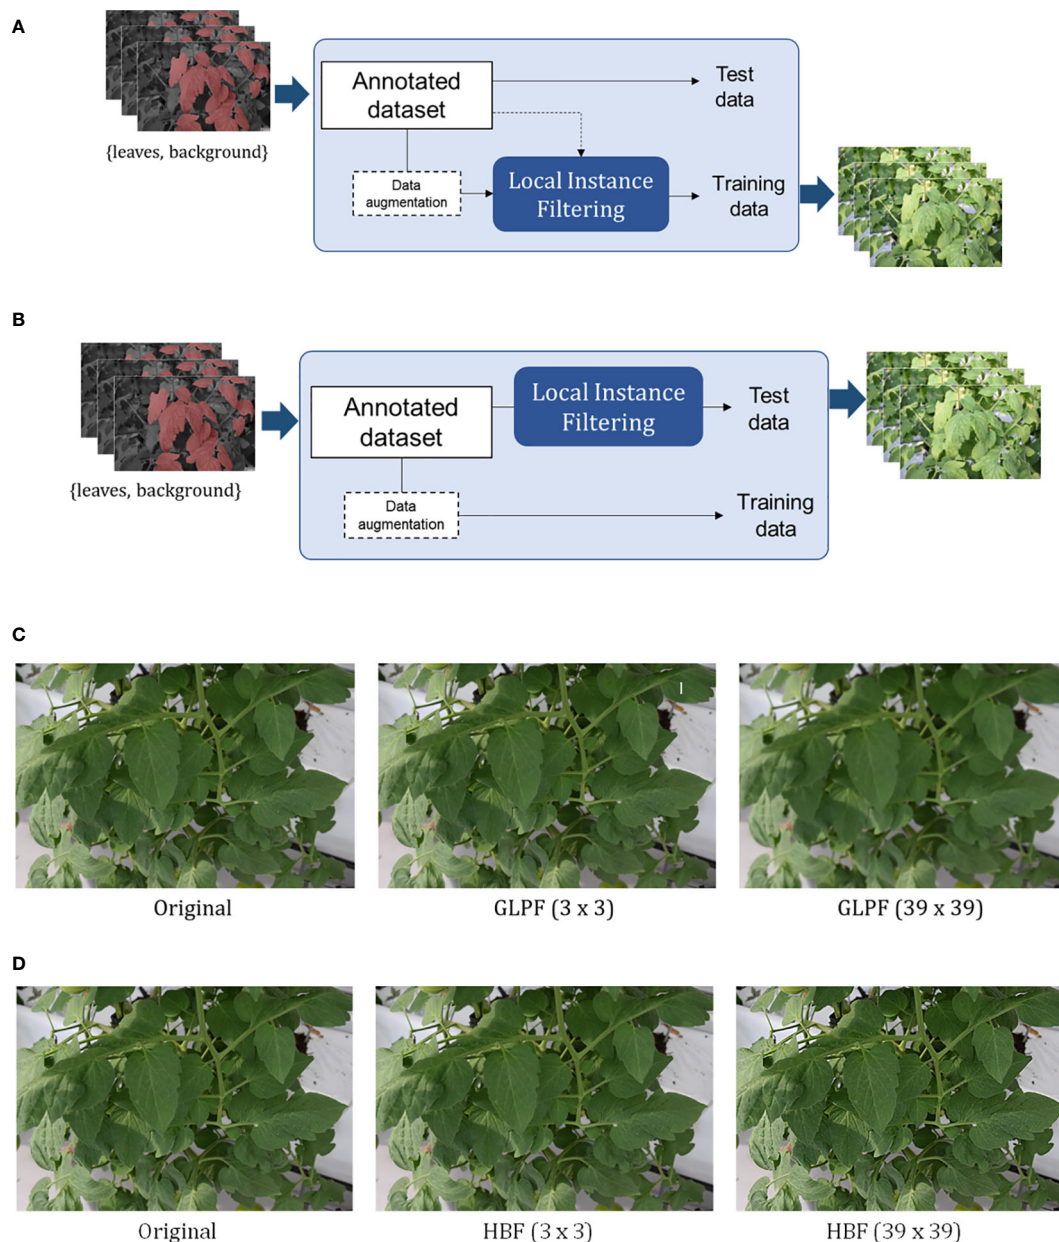 A
Annotated
dataset
Test
data
{leaves, background}
Data
augmentation
Local Instance
Filtering
Training
data
B
Annotated
dataset
Local Instance
Filtering
Test
data
{leaves, background}
Data
augmentation
Training
data
C
Original
GLPF (3 x 3)
GLPF (39 x 39)
D
Original
HBF (3 x 3)
HBF (39 x 39)